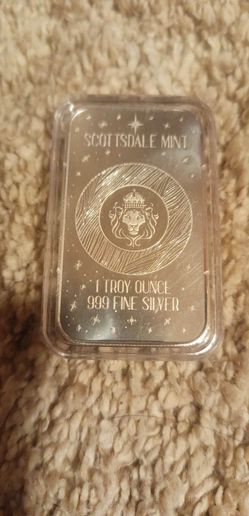 SCOTTSDALE MINT
1 TROY OUNCE
999 FINE SILVER